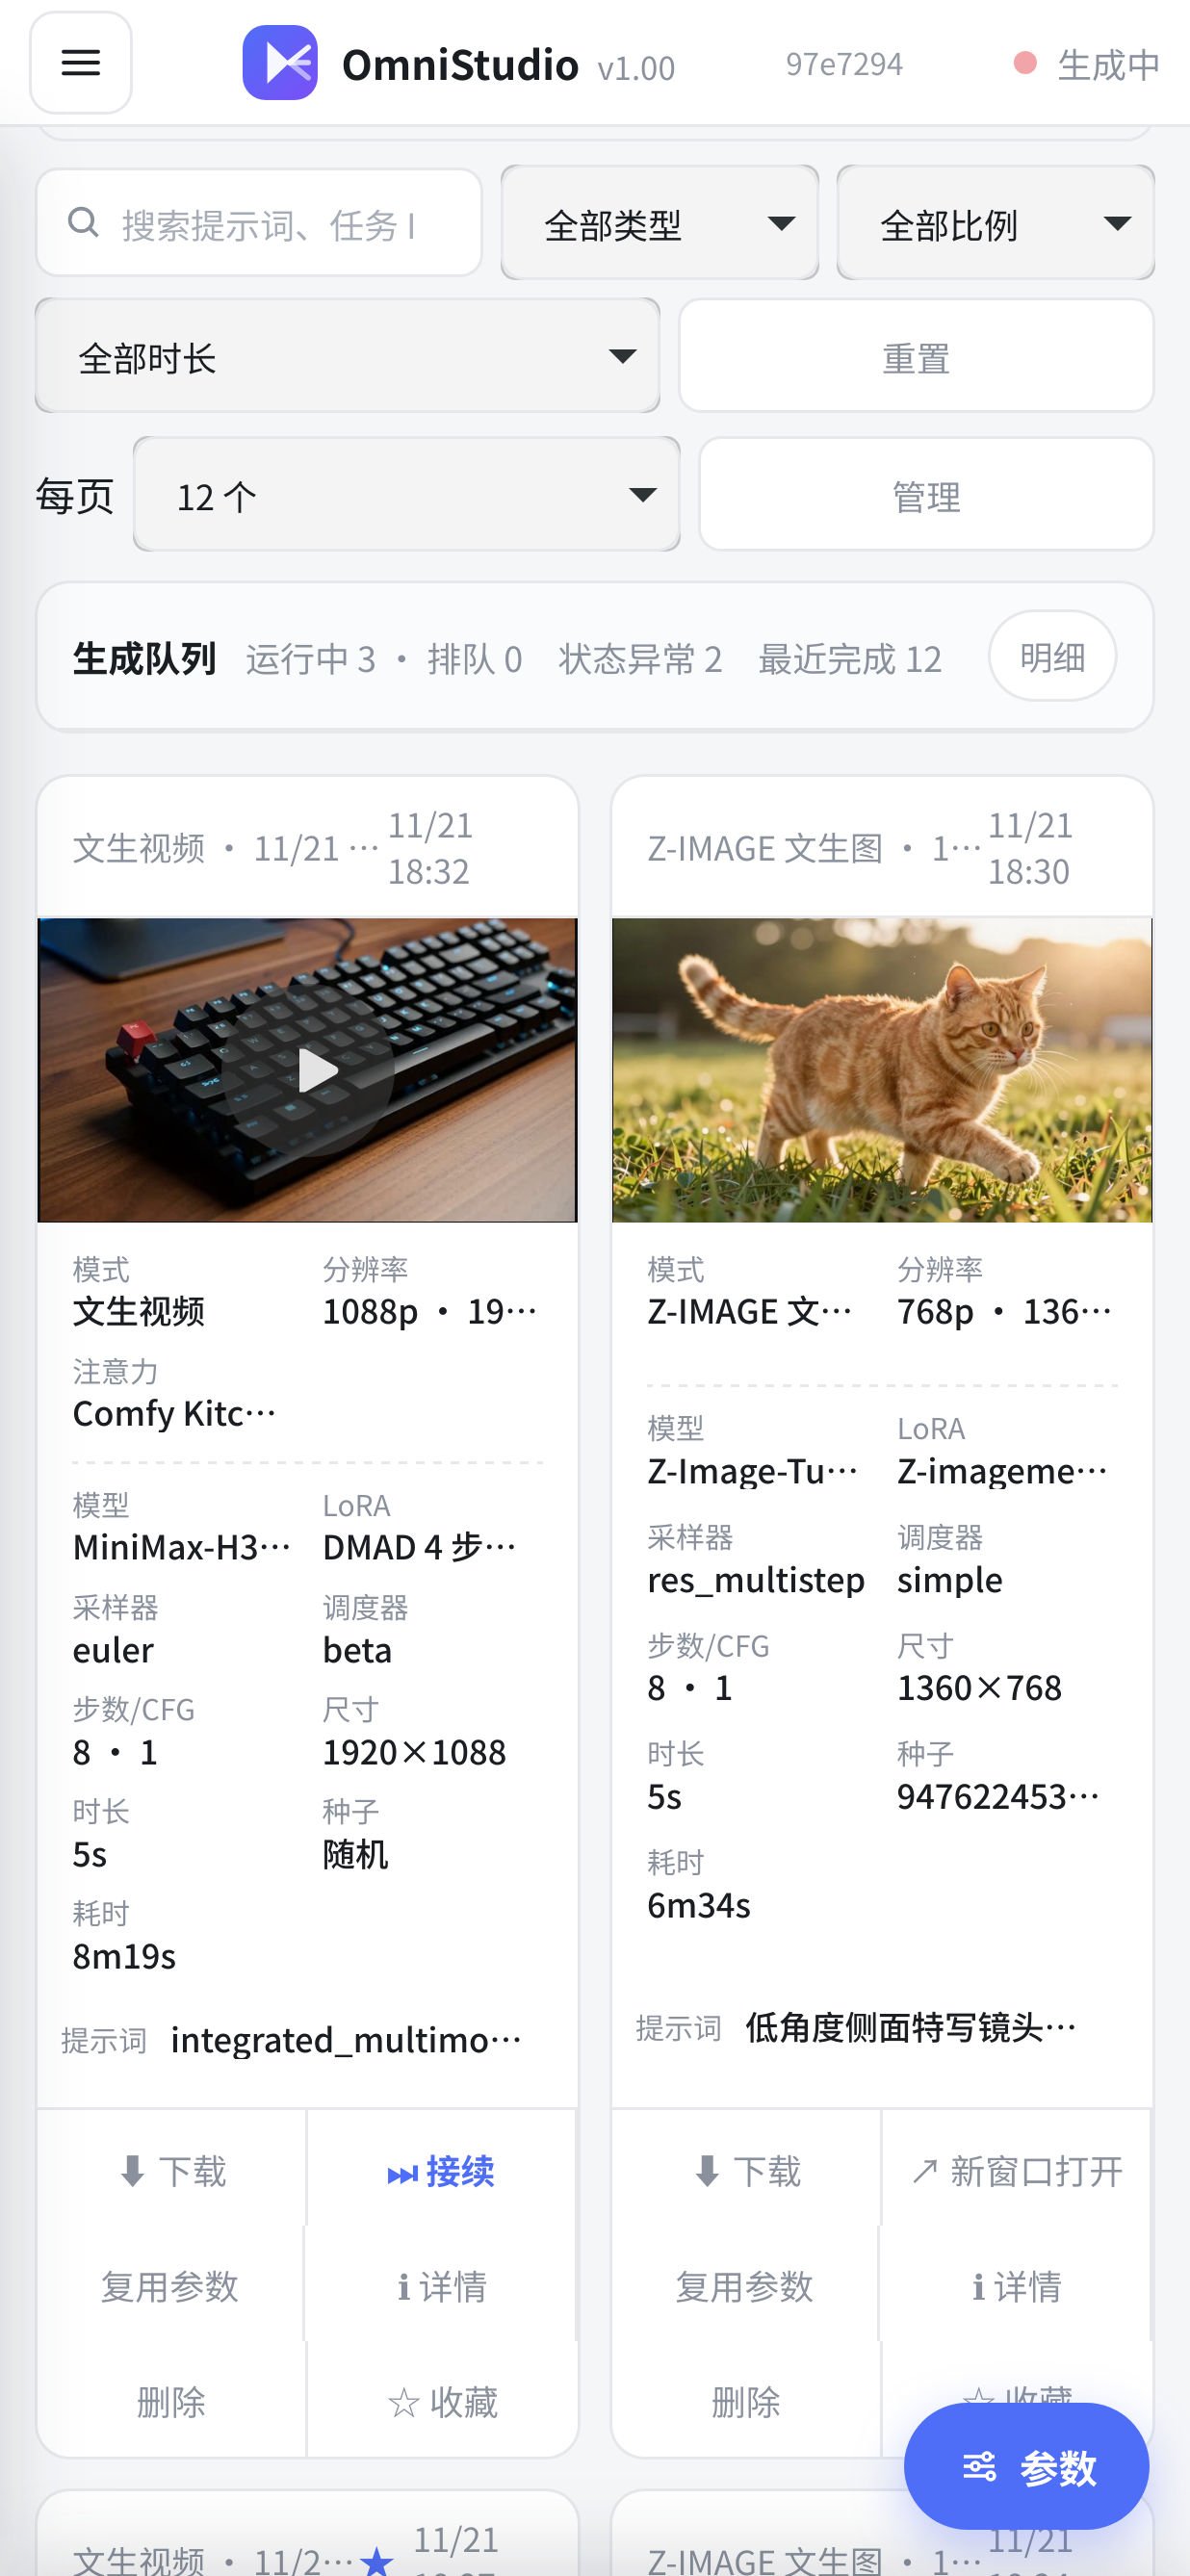 OmniStudio v1.00 97e7294 生成中
搜索提示词、任务 I 全部类型 全部比例
全部时长 重置
每页 12 个 管理
生成队列 运行中 3 · 排队 0 状态异常 2 最近完成 12 明细
文生视频 · 11/21 ··· 11/21
18:32
模式 分辨率
文生视频 1088p · 19···
注意力
Comfy Kitc···
模型 LoRA
MiniMax-H3··· DMAD 4 步···
采样器 调度器
euler beta
步数/CFG 尺寸
8 · 1 1920×1088
时长 种子
5s 随机
耗时
8m19s
提示词 integrated_multimo···
⬇ 下载 ⏭ 接续
复用参数 ℹ 详情
删除 ☆ 收藏
Z-IMAGE 文生图 · 1··· 11/21
18:30
模式 分辨率
Z-IMAGE 文··· 768p · 136···
模型 LoRA
Z-Image-Tu··· Z-imageme···
采样器 调度器
res_multistep simple
步数/CFG 尺寸
8 · 1 1360×768
时长 种子
5s 947622453···
耗时
6m34s
提示词 低角度侧面特写镜头···
⬇ 下载 ↗ 新窗口打开
复用参数 ℹ 详情
删除 ☆ 收藏
参数
文生视频 · 11/2··· ★ 11/21
Z-IMAGE 文生图 · 1··· 11/21